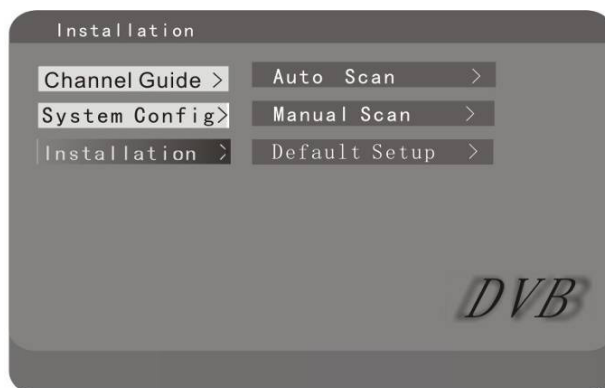 Installation
Channel Guide >
Auto Scan >
System Config>
Manual Scan >
Installation >
Default Setup >
DVB